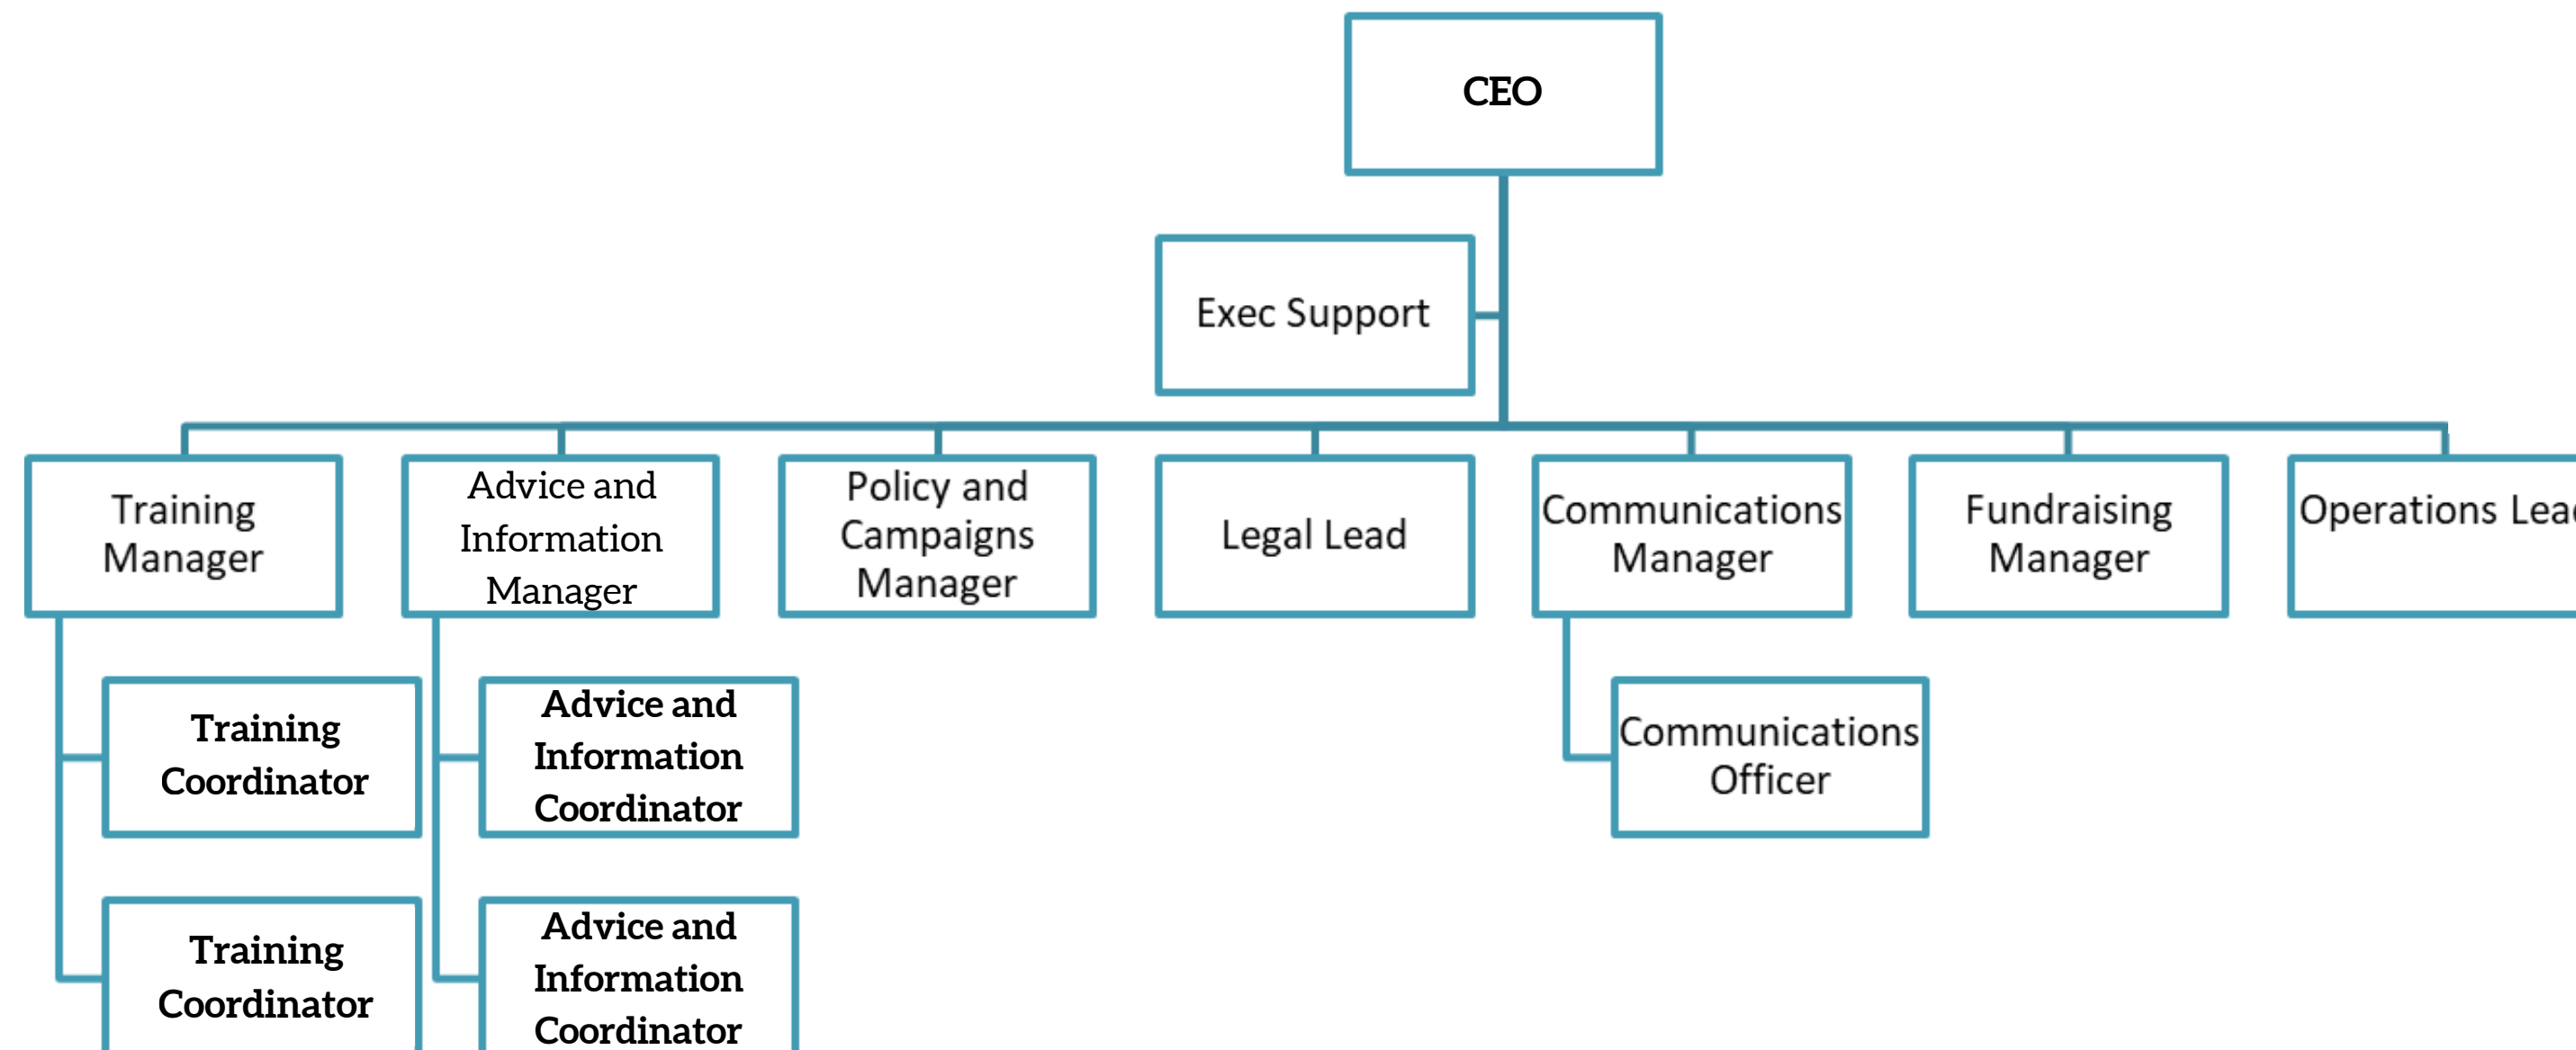 CEO
Exec Support
Training
Manager
Advice and
Information
Manager
Policy and
Campaigns
Manager
Legal Lead
Communications
Manager
Fundraising
Manager
Operations
Training
Coordinator
Advice and
Information
Coordinator
Communications
Officer
Training
Coordinator
Advice and
Information
Coordinator